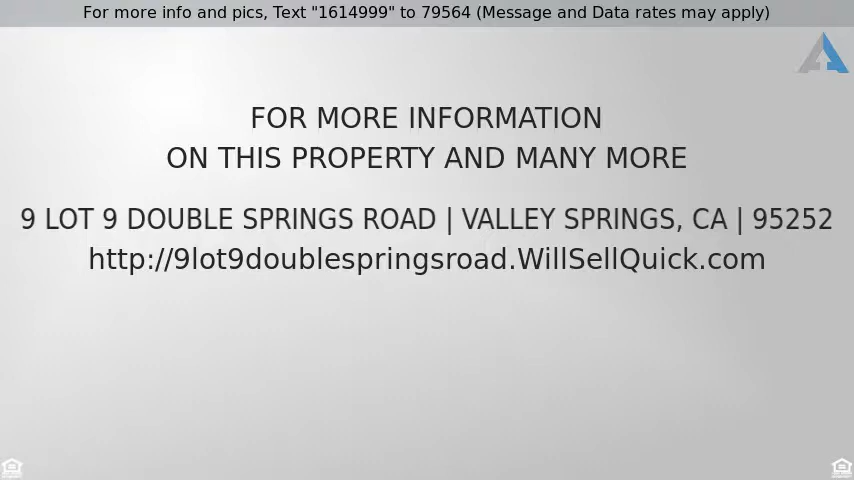 For more info and pics, Text "1614999" to 79564 (Message and Data rates may apply)
FOR MORE INFORMATION
ON THIS PROPERTY AND MANY MORE
9 LOT 9 DOUBLE SPRINGS ROAD | VALLEY SPRINGS, CA | 95252
http://9lot9doublespringsroad.WillSellQuick.com